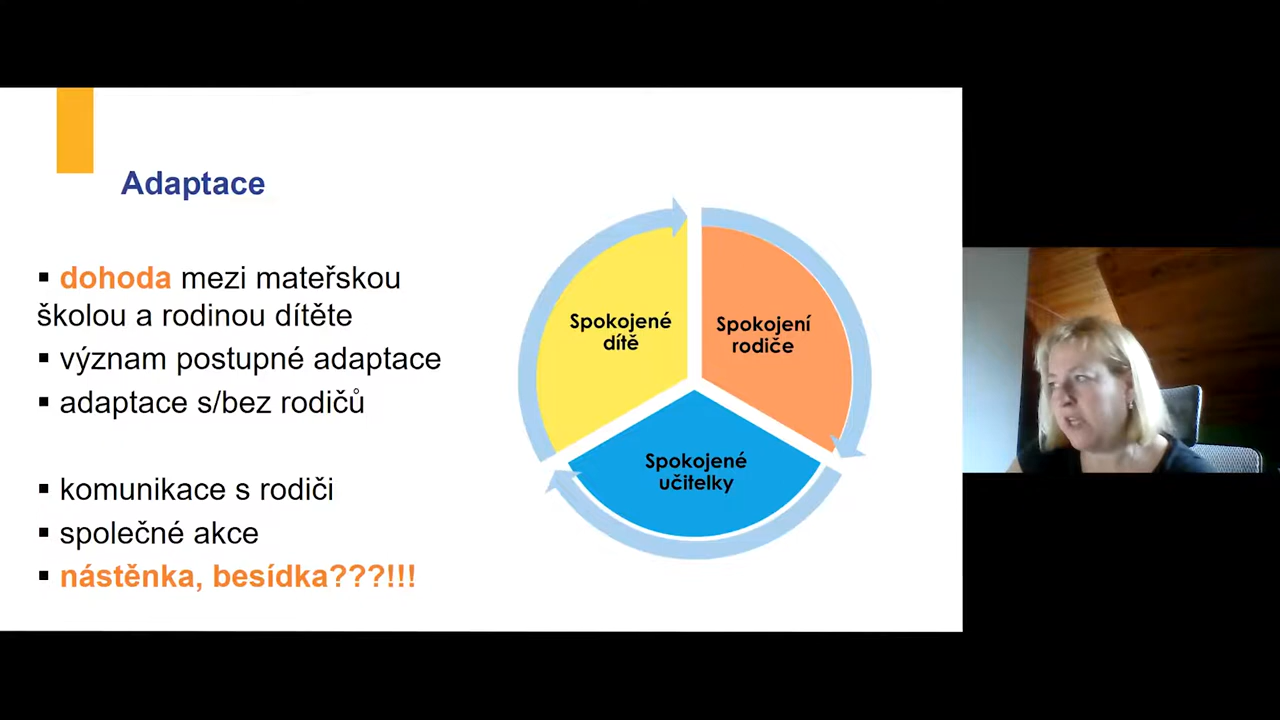 Adaptace
▪ dohoda mezi mateřskou
školou a rodinou dítěte
▪ význam postupné adaptace
▪ adaptace s/bez rodičů
▪ komunikace s rodiči
▪ společné akce
▪ nástěnka, besídka???!!!
Spokojené
dítě
Spokojení
rodiče
Spokojené
učitelky